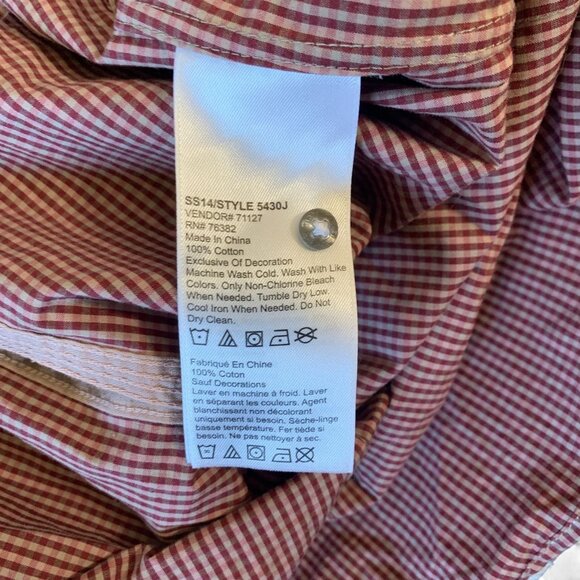 SS14/STYLE 5430J
VENDOR# 71127
RN# 76382
Made In China
100% Cotton
Exclusive Of Decoration
Machine Wash Cold. Wash With Like
Colors. Only Non-Chlorine Bleach
When Needed. Tumble Dry Low.
Cool Iron When Needed. Do Not
Dry Clean.
Fabriqué En Chine
100% Coton
Sauf Decorations
Laver en machine à froid. Laver
en séparant les couleurs. Agent
blanchissant non décolorant
uniquement si besoin. Sèche-linge
basse température. Fer tiède si
besoin. Ne pas nettoyer à sec.